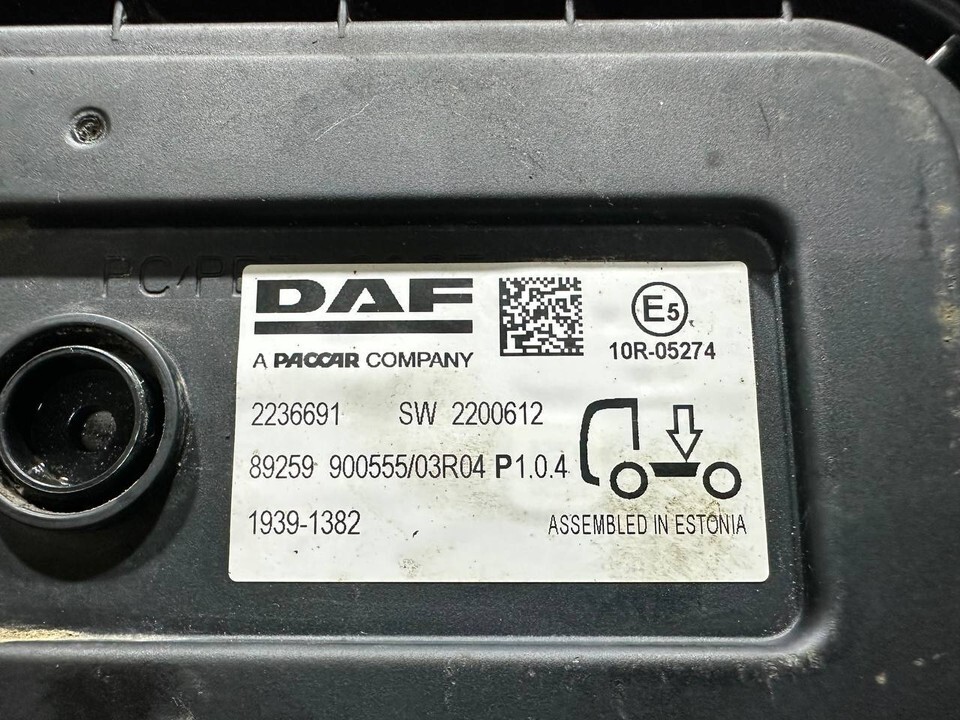 DAF
A PACCAR COMPANY
E5
10R-05274
2236691 SW 2200612
89259 900555/03R04 P1.0.4
1939-1382
ASSEMBLED IN ESTONIA